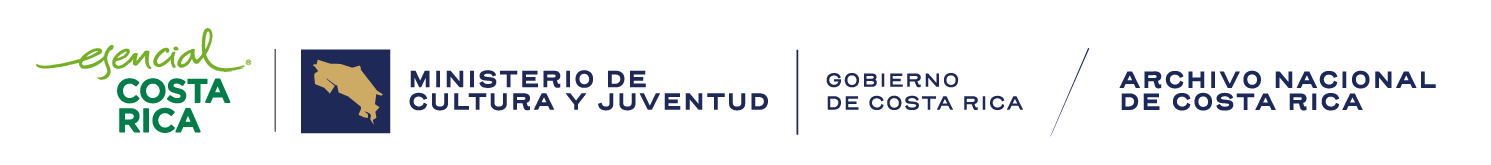 esencial
COSTA
RICA
MINISTERIO DE
CULTURA Y JUVENTUD
GOBIERNO
DE COSTA RICA
ARCHIVO NACIONAL
DE COSTA RICA